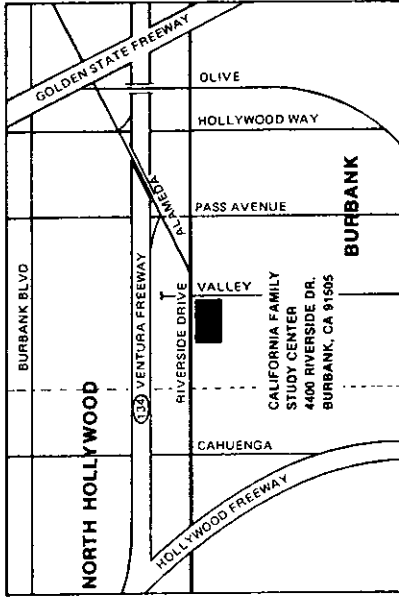 GOLDEN STATE FREEWAY
OLIVE
HOLLYWOOD WAY
BURBANK BLVD
ALAMEDA
PASS AVENUE
BURBANK
134 VENTURA FREEWAY
RIVERSIDE DRIVE
VALLEY
NORTH HOLLYWOOD
CALIFORNIA FAMILY
STUDY CENTER
4400 RIVERSIDE DR.
BURBANK, CA 91505
CAHUENGA
HOLLYWOOD FREEWAY